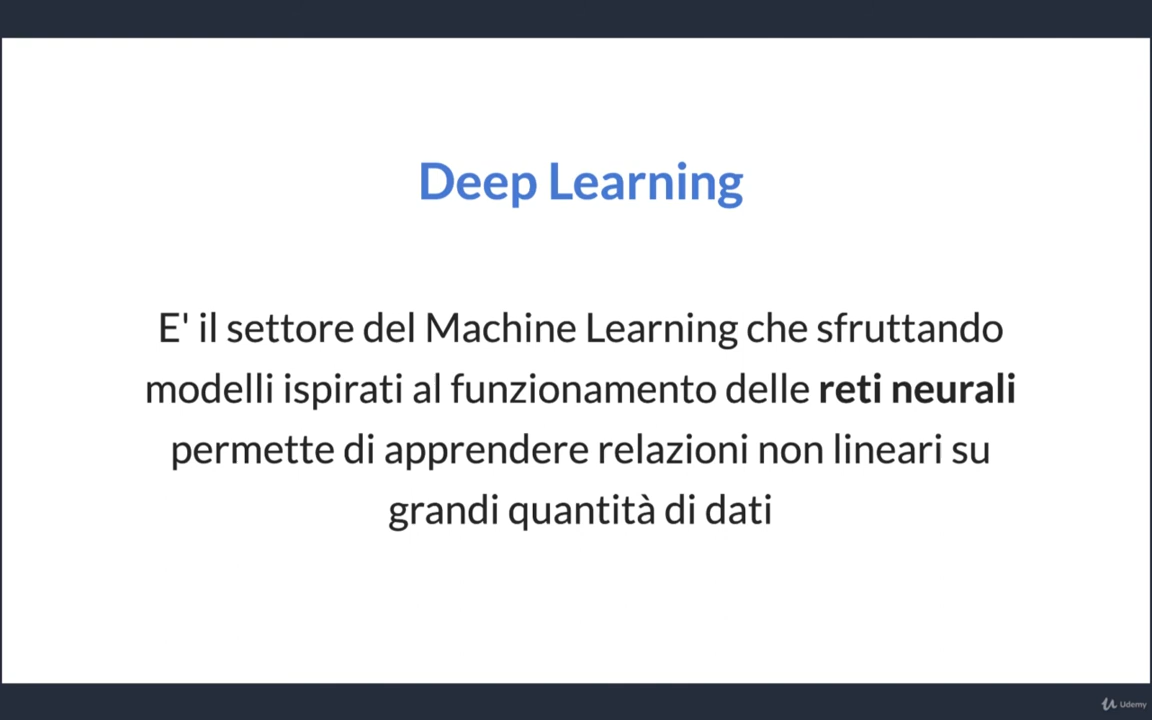 Deep Learning
E' il settore del Machine Learning che sfruttando
modelli ispirati al funzionamento delle reti neurali
permette di apprendere relazioni non lineari su
grandi quantità di dati
Udemy